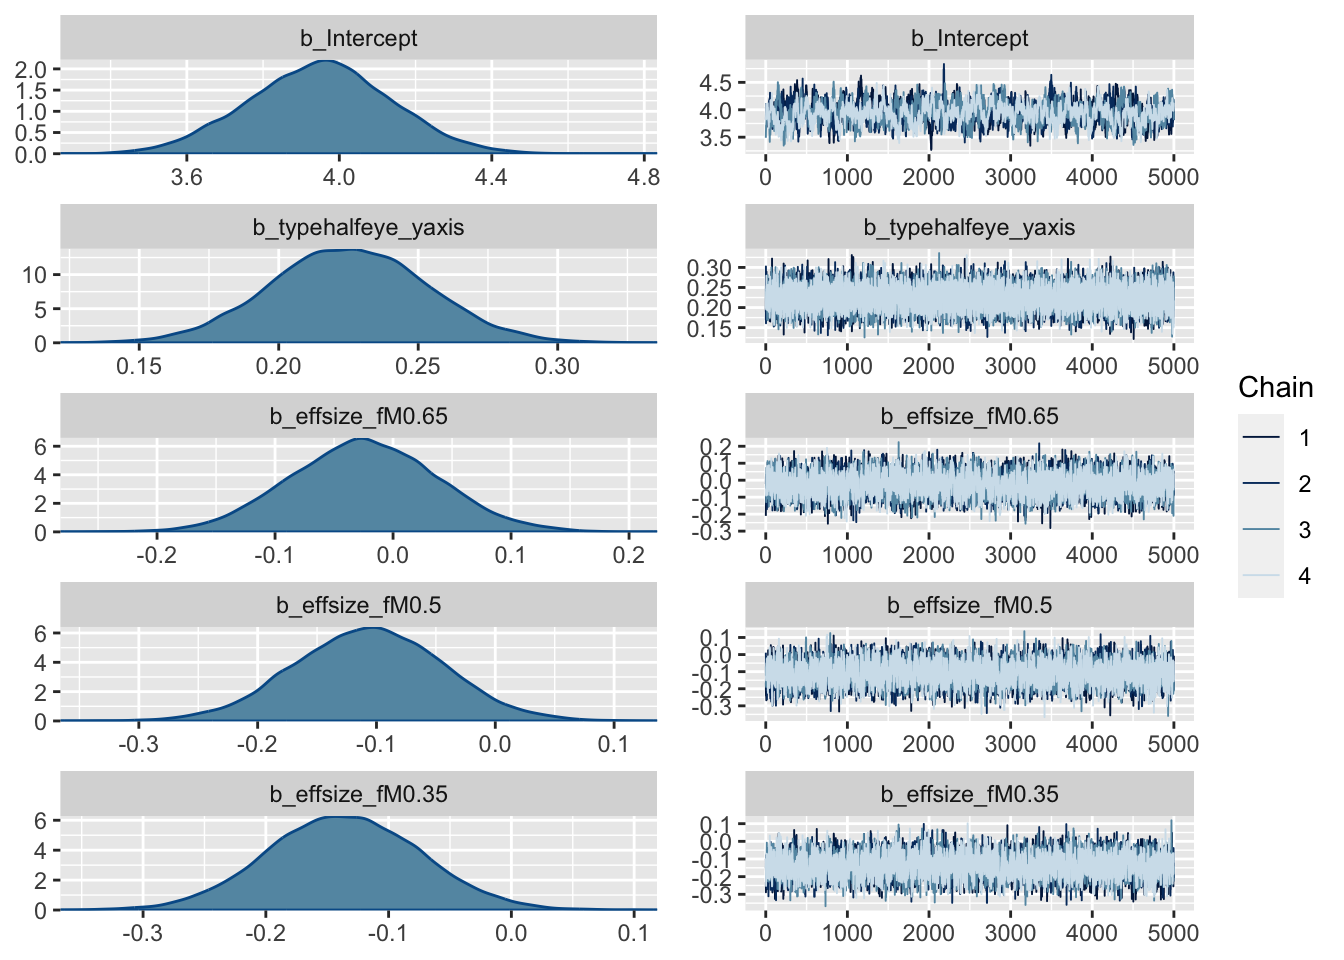 b_Intercept
2.0
1.5
1.0
0.5
0.0
3.6 4.0 4.4 4.8
b_Intercept
4.5
4.0
3.5
0 1000 2000 3000 4000 5000
b_typehalfeye_yaxis
10
5
0
0.15 0.20 0.25 0.30
b_typehalfeye_yaxis
0.30
0.25
0.20
0.15
0 1000 2000 3000 4000 5000
b_effsize_fM0.65
6
4
2
0
-0.2 -0.1 0.0 0.1 0.2
b_effsize_fM0.65
0.2
0.1
0.0
-0.1
-0.2
-0.3
0 1000 2000 3000 4000 5000
b_effsize_fM0.5
6
4
2
0
-0.3 -0.2 -0.1 0.0 0.1
b_effsize_fM0.5
0.1
0.0
-0.1
-0.2
-0.3
0 1000 2000 3000 4000 5000
b_effsize_fM0.35
6
4
2
0
-0.3 -0.2 -0.1 0.0 0.1
b_effsize_fM0.35
0.1
0.0
-0.1
-0.2
-0.3
0 1000 2000 3000 4000 5000
Chain
1
2
3
4